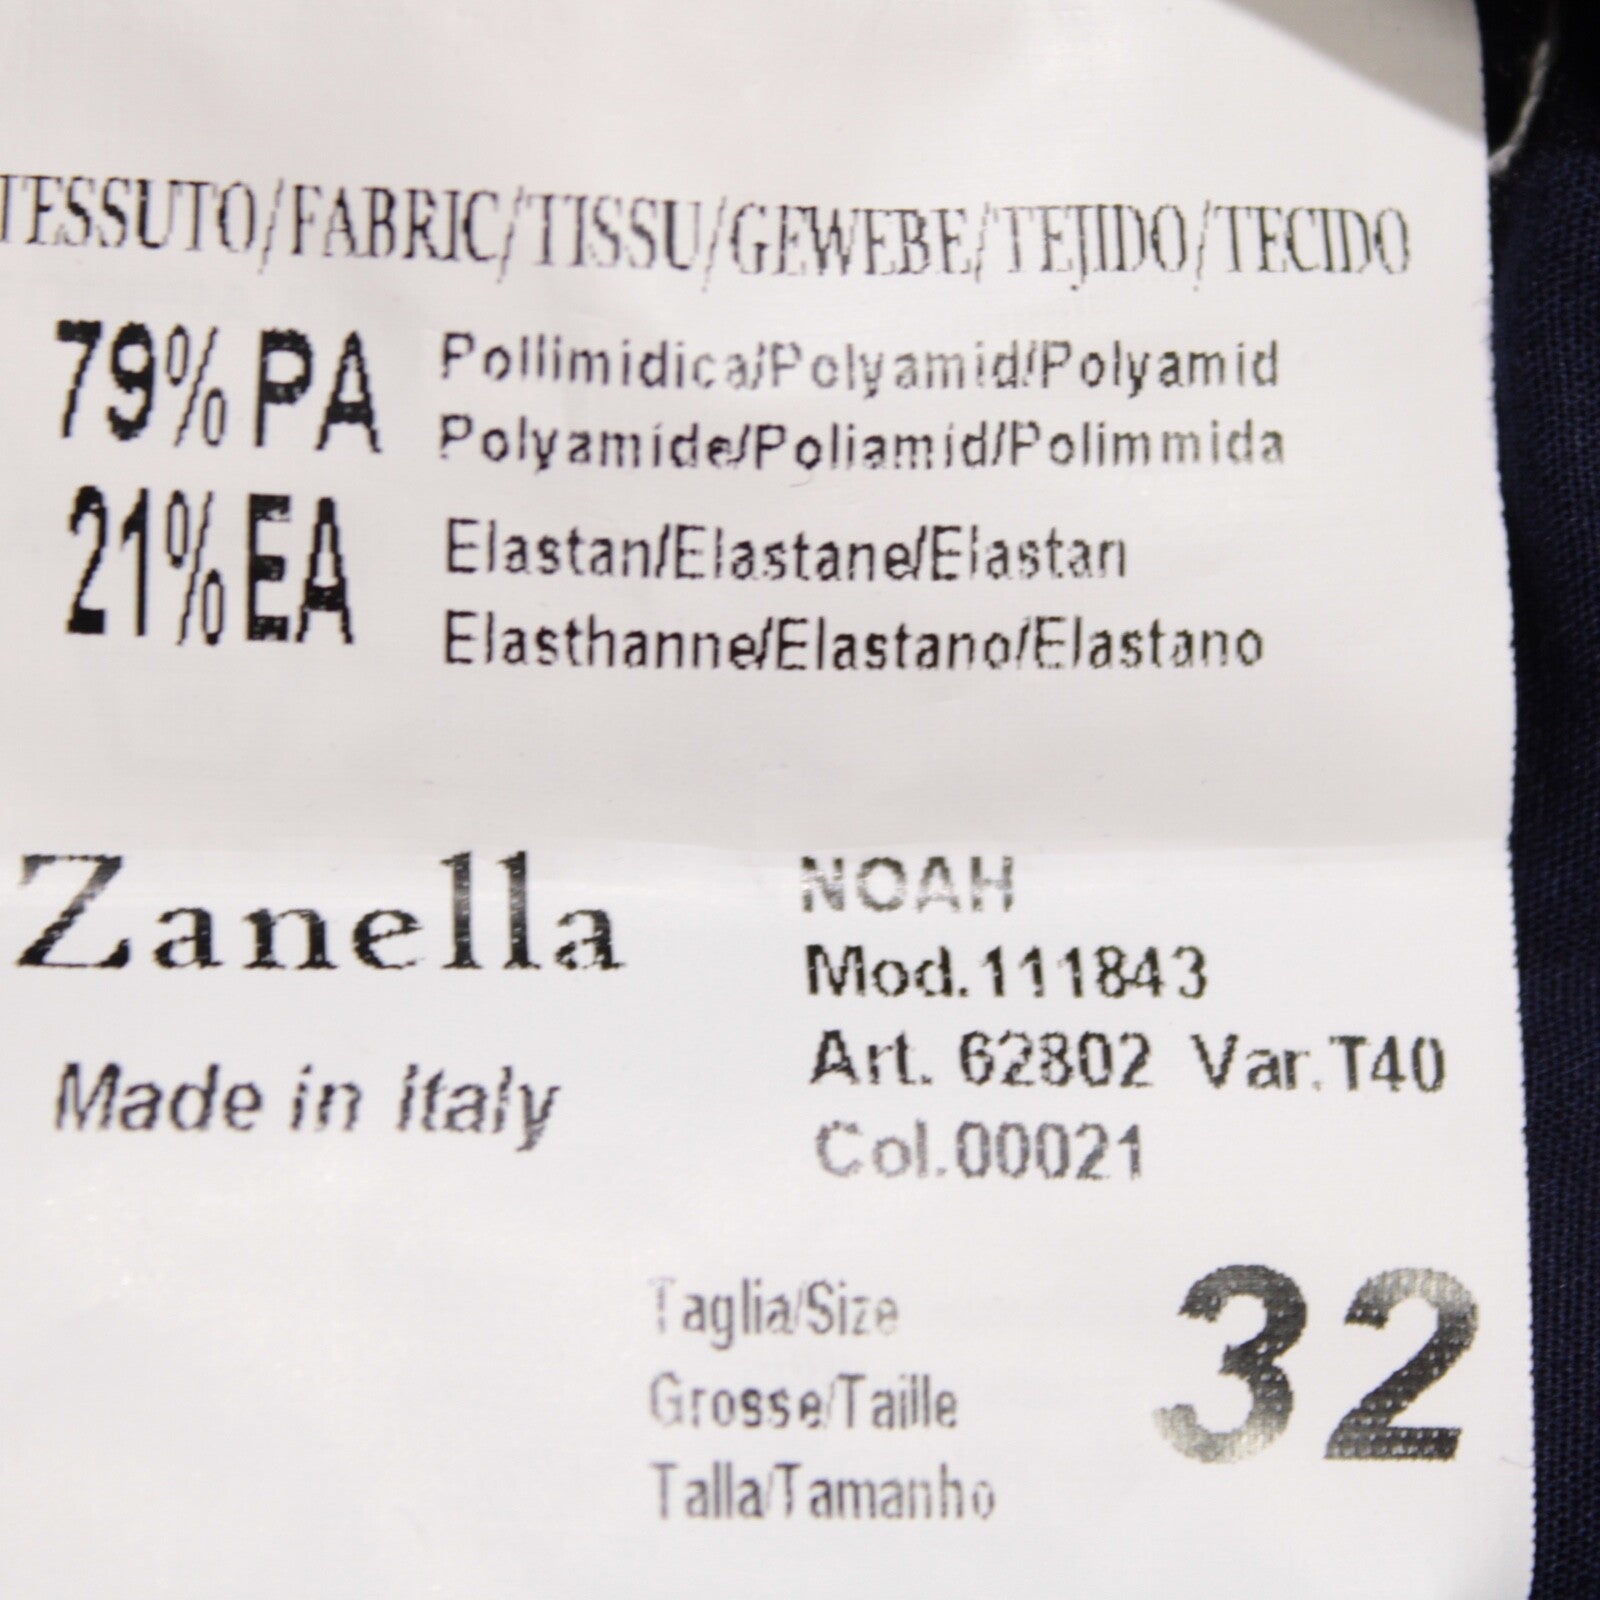 TESSUTO/FABRIC/TISSU/GEWEBE/TEJIDO/TECIDO
79% PA Pollimidica/Polyamid/Polyamid
Polyamide/Poliamid/Polimmida
21% EA Elastan/Elastane/Elastan
Elasthanne/Elastano/Elastano
Zanella NOAH
Mod.111843
Made in Italy Art. 62802 Var.T40
Col.00021
Taglia/Size 32
Grosse/Taille
Talla/Tamanho